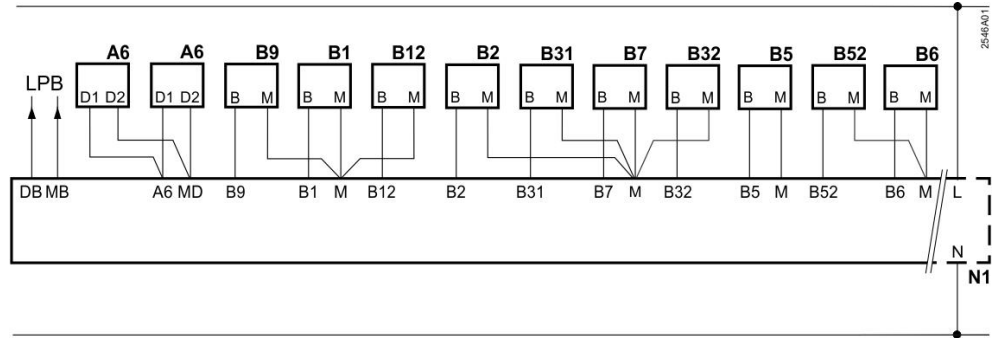 2546A01
A6 A6 B9 B1 B12 B2 B31 B7 B32 B5 B52 B6
LPB
D1 D2 D1 D2 B M B M B M B M B M B M B M B M B M B M
DB MB A6 MD B9 B1 M B12 B2 B31 B7 M B32 B5 M B52 B6 M L
N
N1